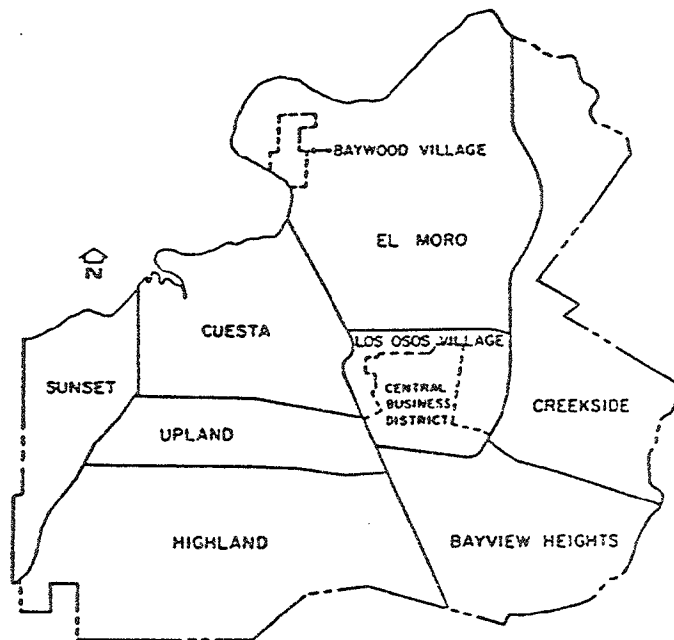 BAYWOOD VILLAGE
EL MORO
N
CUESTA
LOS OSOS VILLAGE
SUNSET
CENTRAL
BUSINESS
DISTRICT
CREEKSIDE
UPLAND
HIGHLAND
BAYVIEW HEIGHTS